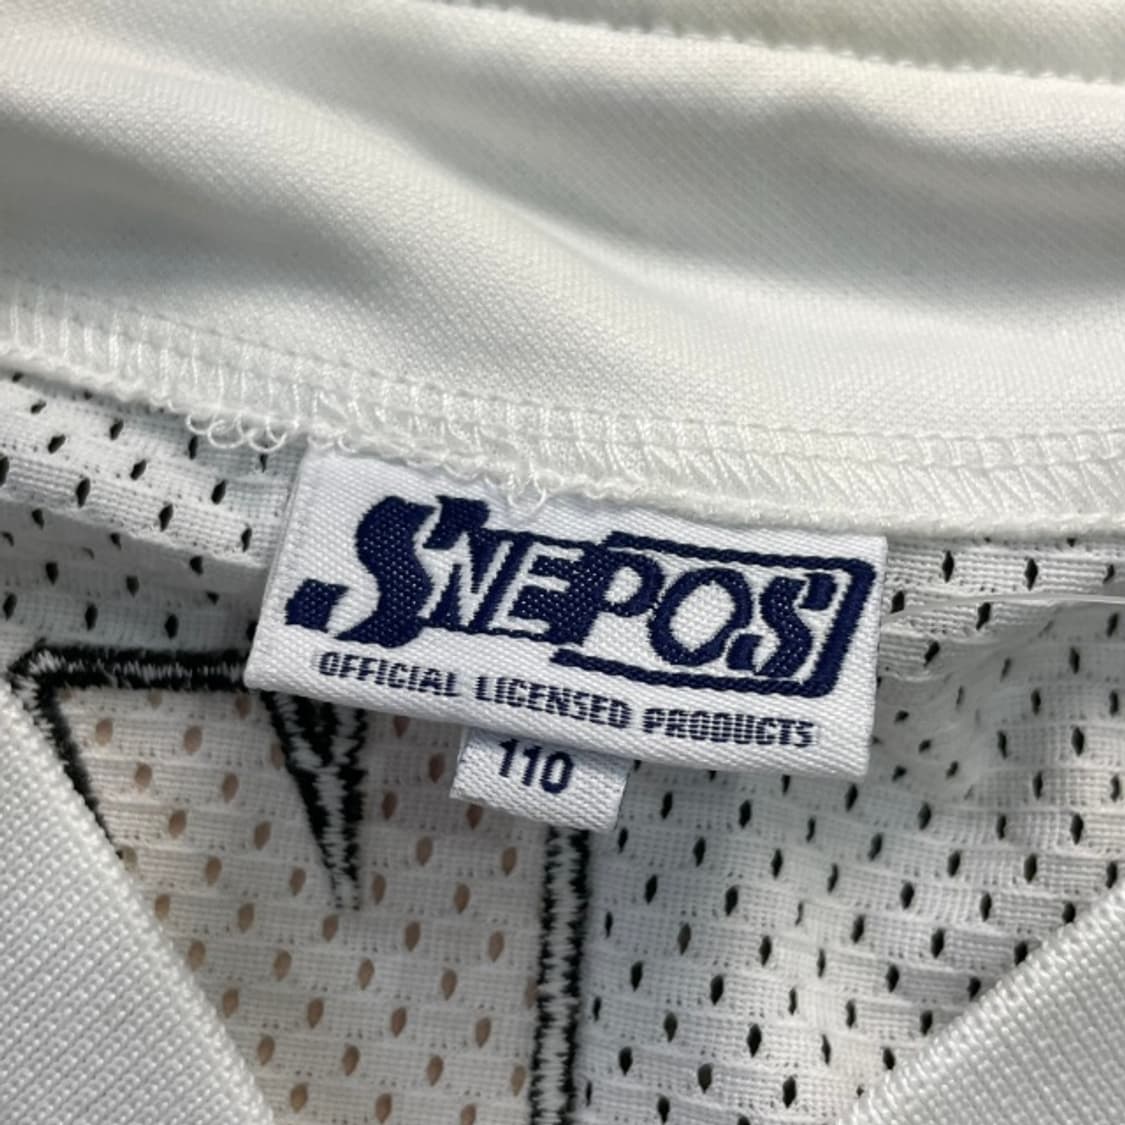 SNEPOS
OFFICIAL LICENSED PRODUCTS
110